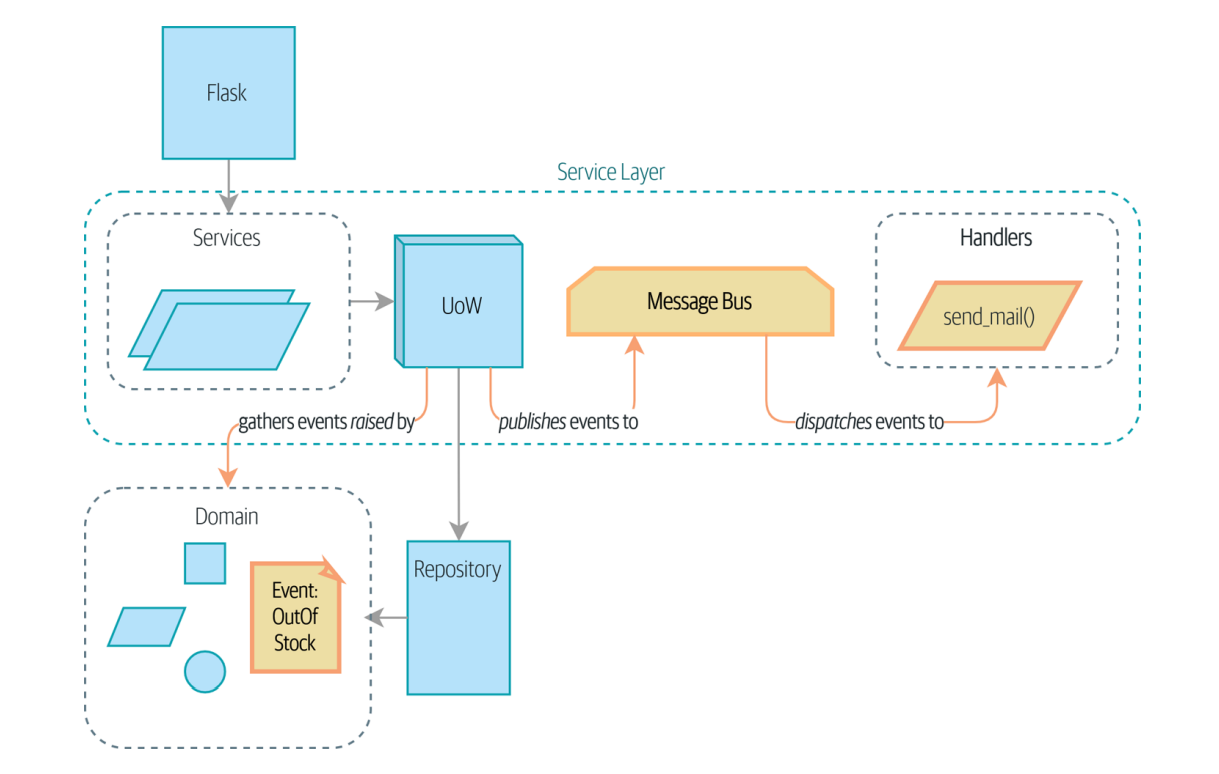 Flask
Service Layer
Services
UoW
Message Bus
Handlers
send_mail()
gathers events raised by
publishes events to
dispatches events to
Domain
Event:
OutOf
Stock
Repository